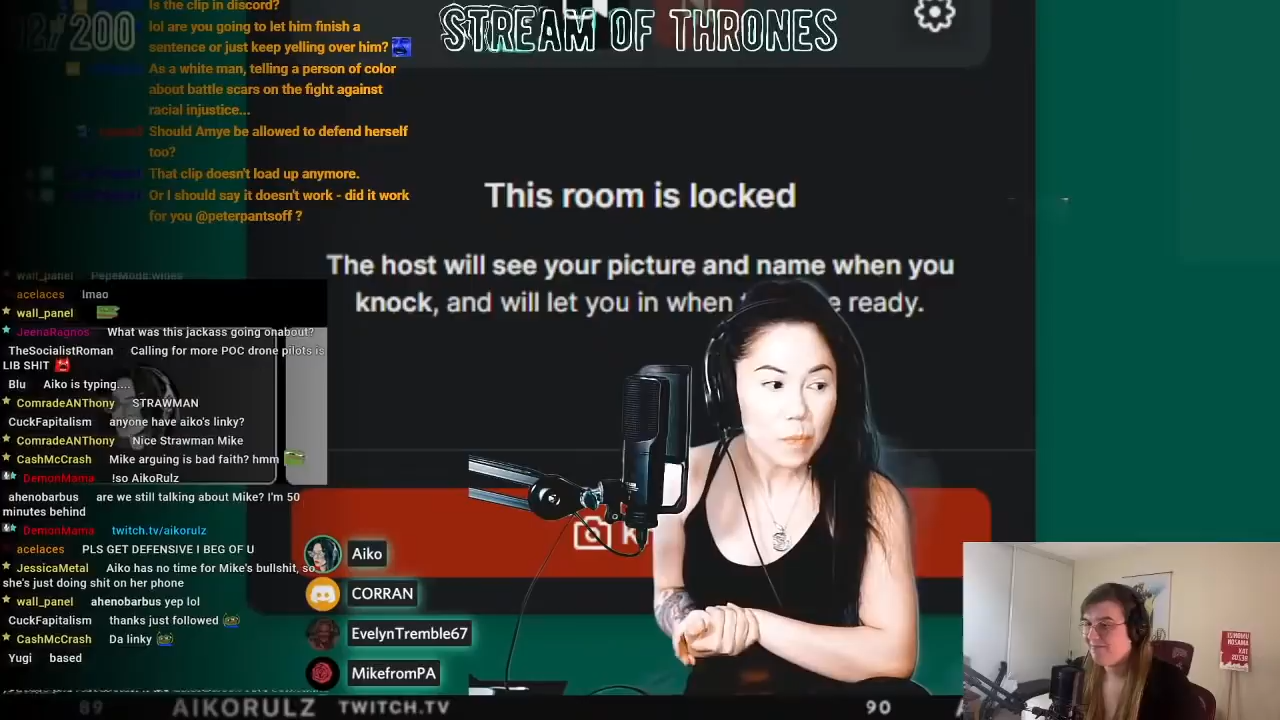 STREAM OF THRONES
/200
Is the clip in discord?
lol are you going to let him finish a
sentence or just keep yelling over him?
As a white man, telling a person of color
about battle scars on the fight against
racial injustice...
Should Amye be allowed to defend herself
too?
That clip doesn't load up anymore.
Or I should say it doesn't work - did it work
for you @peterpantsoff ?
This room is locked
The host will see your picture and name when you
knock, and will let you in when ready.
wall_panel PepeMods:wides
acelaces lmao
wall_panel
JeenaRagnos What was this jackass going onabout?
TheSocialistRoman Calling for more POC drone pilots is
LIB SHIT
Blu Aiko is typing....
ComradeANThony STRAWMAN
CuckFapitalism anyone have aiko's linky?
ComradeANThony Nice Strawman Mike
CashMcCrash Mike arguing is bad faith? hmm
DemonMama !so AikoRulz
ahenobarbus are we still talking about Mike? I'm 50
minutes behind
DemonMama twitch.tv/aikorulz
acelaces PLS GET DEFENSIVE I BEG OF U
JessicaMetal Aiko has no time for Mike's bullshit, so
she's just doing shit on her phone
wall_panel ahenobarbus yep lol
CuckFapitalism thanks just followed
CashMcCrash Da linky
Yugi based
Aiko
CORRAN
EvelynTremble67
MikefromPA
89 AIKORULZ TWITCH.TV 90